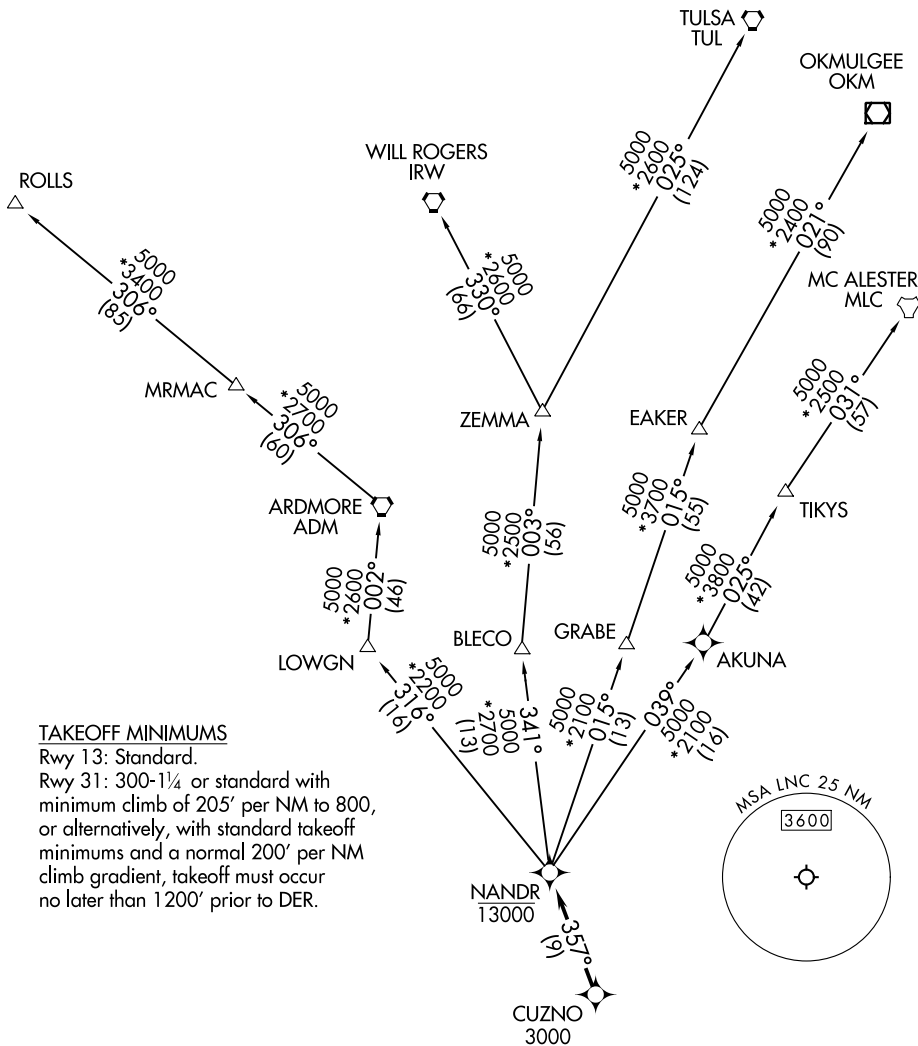 TULSA
TUL
OKMULGEE
OKM
WILL ROGERS
IRW
5000
*2600
025°
(124)
ROLLS
5000
*2400
021°
(90)
MC ALESTER
MLC
5000
*3400
306°
(85)
5000
*2600
330°
(66)
MRMAC
5000
*2700
306°
(60)
ZEMMA
EAKER
5000
*2500
031°
(57)
ARDMORE
ADM
5000
*2500
003°
(56)
5000
*3700
015°
(55)
TIKYS
5000
*2600
002°
(46)
5000
*3800
025°
(42)
LOWGN
BLECO
GRABE
AKUNA
5000
*2200
316°
(16)
341°
5000
*2700
(13)
5000
*2100
015°
(13)
039°
5000
*2100
(16)
TAKEOFF MINIMUMS
Rwy 13: Standard.
Rwy 31: 300-1¼ or standard with
minimum climb of 205' per NM to 800,
or alternatively, with standard takeoff
minimums and a normal 200' per NM
climb gradient, takeoff must occur
no later than 1200' prior to DER.
MSA LNC 25 NM
3600
NANDR
13000
357°
(9)
CUZNO
3000